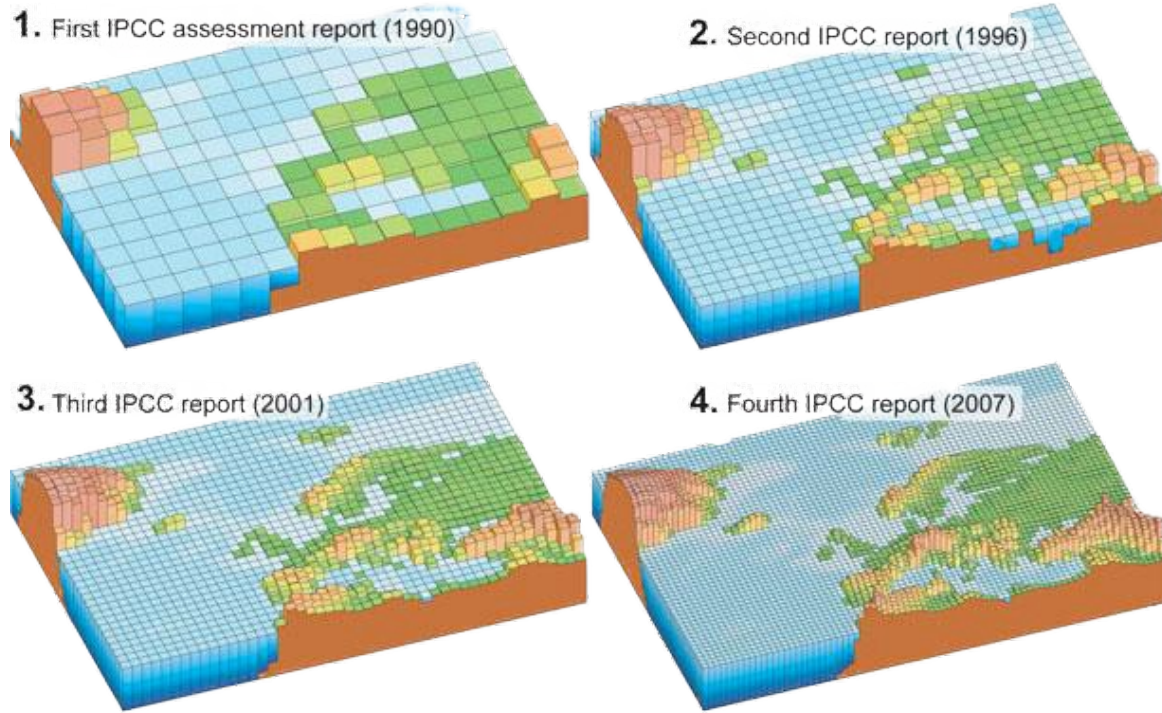 1. First IPCC assessment report (1990)
2. Second IPCC report (1996)
3. Third IPCC report (2001)
4. Fourth IPCC report (2007)